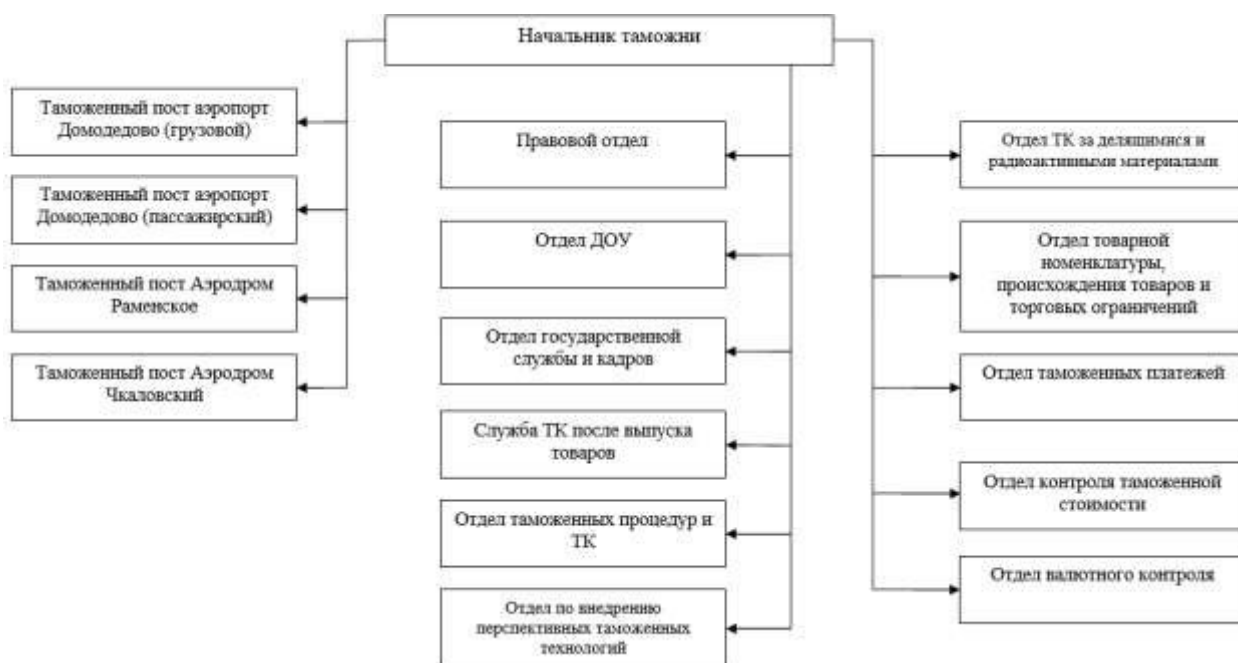 Начальник таможни
Таможенный пост аэропорт
Домодедово (грузовой)
Таможенный пост аэропорт
Домодедово (пассажирский)
Таможенный пост Аэродром
Раменское
Таможенный пост Аэродром
Чкаловский
Правовой отдел
Отдел ДОУ
Отдел государственной
службы и кадров
Служба ТК после выпуска
товаров
Отдел таможенных процедур и
ТК
Отдел по внедрению
перспективных таможенных
технологий
Отдел ТК за делящимися и
радиоактивными материалами
Отдел товарной
номенклатуры,
происхождения товаров и
торговых ограничений
Отдел таможенных платежей
Отдел контроля таможенной
стоимости
Отдел валютного контроля